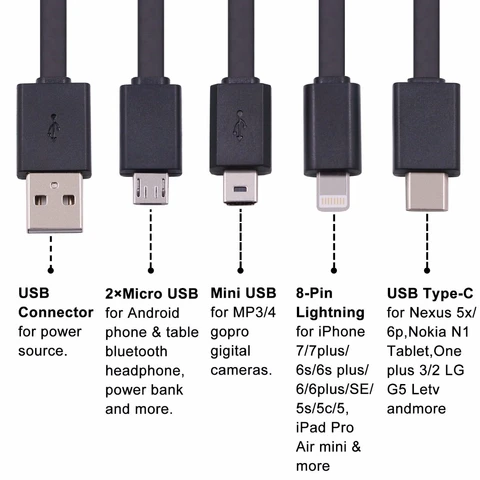 USB
Connector
for power
source.
2×Micro USB
for Android
phone & table
bluetooth
headphone,
power bank
and more.
Mini USB
for MP3/4
gopro
gigital
cameras.
8-Pin
Lightning
for iPhone
7/7plus/
6s/6s plus/
6/6plus/SE/
5s/5c/5,
iPad Pro
Air mini &
more
USB Type-C
for Nexus 5x/
6p,Nokia N1
Tablet,One
plus 3/2 LG
G5 Letv
andmore